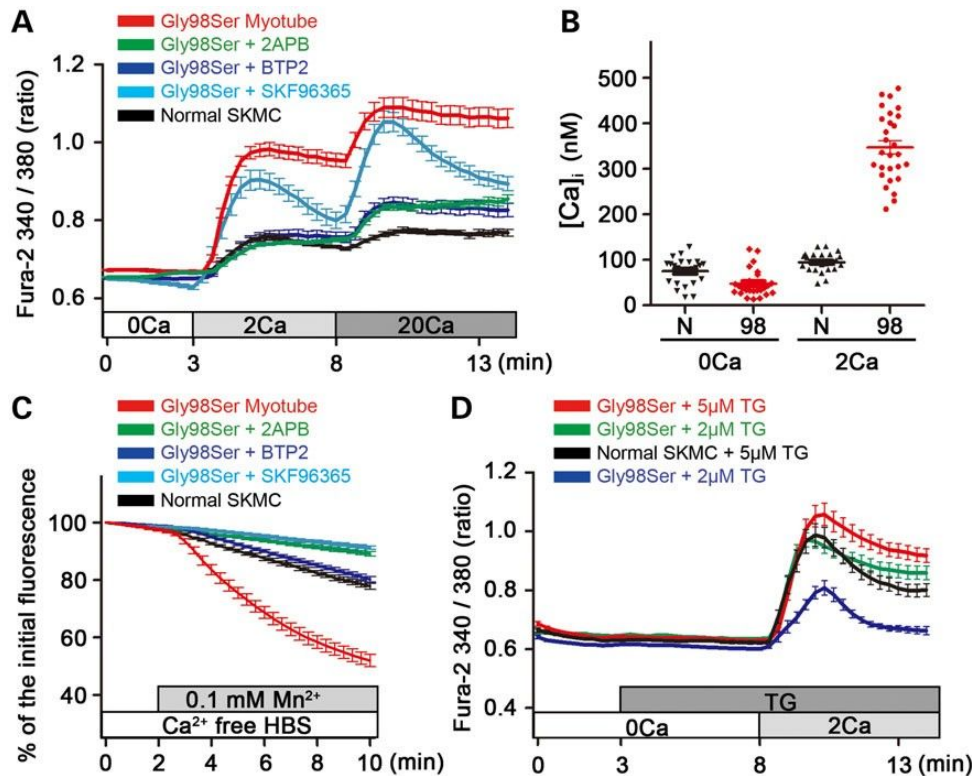 A
Gly98Ser Myotube
Gly98Ser + 2APB
Gly98Ser + BTP2
Gly98Ser + SKF96365
Normal SKMC
Fura-2 340 / 380 (ratio)
1.2
1.0
0.8
0.6
0Ca 2Ca 20Ca
0 3 8 13 (min)
B
[Ca]i (nM)
500
400
300
200
100
0
N 98 N 98
0Ca 2Ca
C
Gly98Ser Myotube
Gly98Ser + 2APB
Gly98Ser + BTP2
Gly98Ser + SKF96365
Normal SKMC
% of the initial fluorescence
100
80
60
40
0.1 mM Mn2+
Ca2+ free HBS
0 2 4 6 8 10 (min)
D
Gly98Ser + 5µM TG
Gly98Ser + 2µM TG
Normal SKMC + 5µM TG
Gly98Ser + 2µM TG
Fura-2 340 / 380 (ratio)
1.2
1.0
0.8
0.6
0.4
TG
0Ca 2Ca
0 3 8 13 (min)